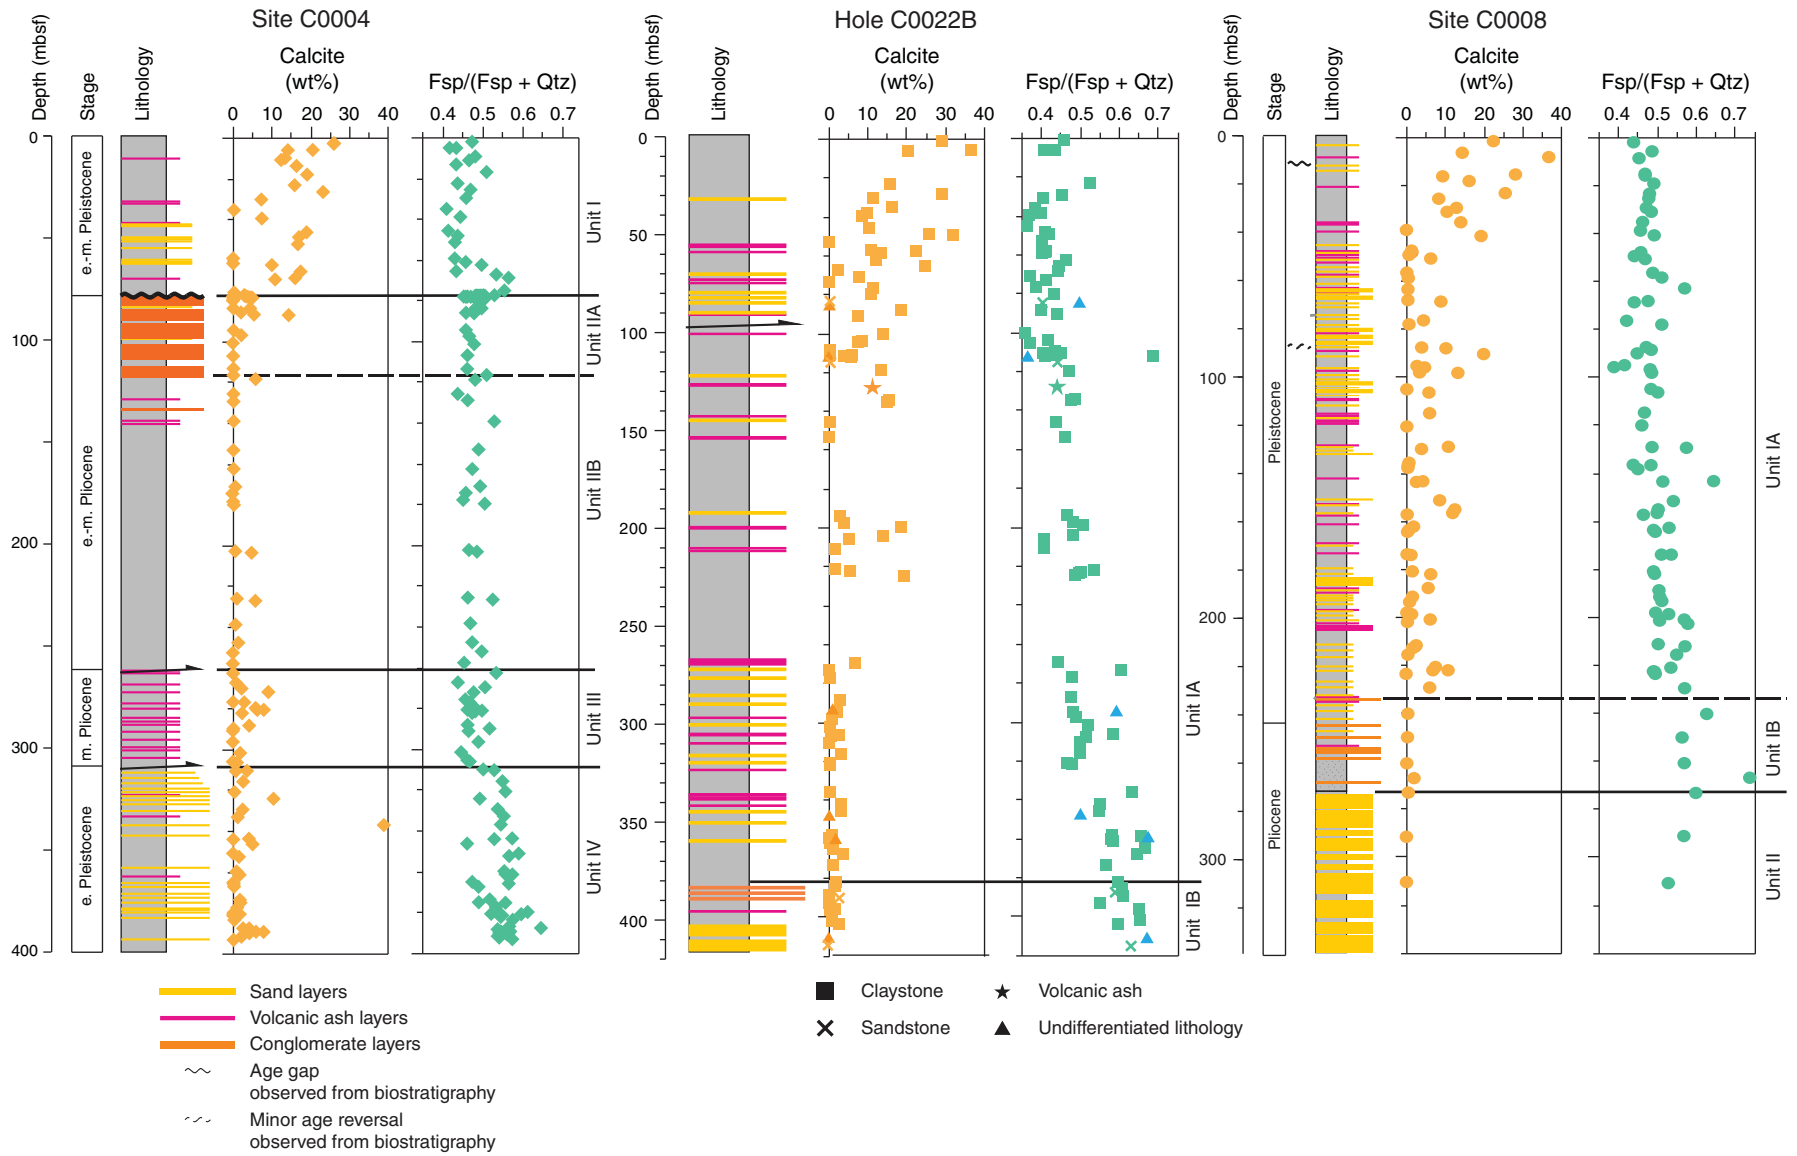 Site C0004
Depth (mbsf)
Stage
Lithology
Calcite
(wt%)
Fsp/(Fsp + Qtz)
0 10 20 30 40
0.4 0.5 0.6 0.7
0
100
200
300
400
e.-m. Pleistocene
e.-m. Pliocene
m. Pliocene
e. Pleistocene
Unit I
Unit IIA
Unit IIB
Unit III
Unit IV
Hole C0022B
Depth (mbsf)
Lithology
Calcite
(wt%)
Fsp/(Fsp + Qtz)
0 10 20 30 40
0.4 0.5 0.6 0.7
0
50
100
150
200
250
300
350
400
Unit IA
Unit IB
Site C0008
Depth (mbsf)
Stage
Lithology
Calcite
(wt%)
Fsp/(Fsp + Qtz)
0 10 20 30 40
0.4 0.5 0.6 0.7
0
100
200
300
Pleistocene
Pliocene
Unit IA
Unit IB
Unit II
Sand layers
Volcanic ash layers
Conglomerate layers
Age gap
observed from biostratigraphy
Minor age reversal
observed from biostratigraphy
Claystone
Volcanic ash
Sandstone
Undifferentiated lithology